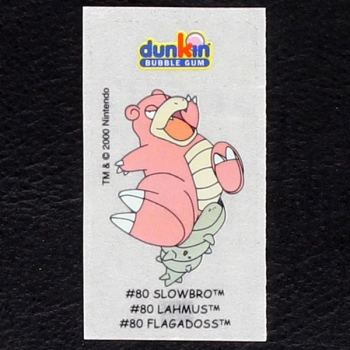 dunkin
BUBBLE GUM
TM & © 2000 Nintendo
#80 SLOWBRO™
#80 LAHMUS™
#80 FLAGADOSS™